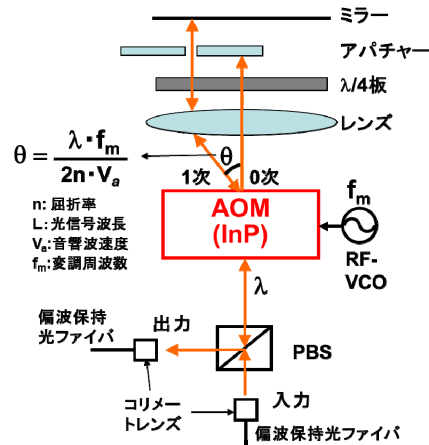 ミラー
アパチャー
λ/4板
レンズ
θ = λ・fm / 2n・Va
θ
1次
0次
n: 屈折率
L: 光信号波長
Va: 音響波速度
fm: 変調周波数
AOM
(InP)
fm
RF-
VCO
λ
偏波保持
光ファイバ
出力
PBS
コリメー
トレンズ
入力
偏波保持光ファイバ